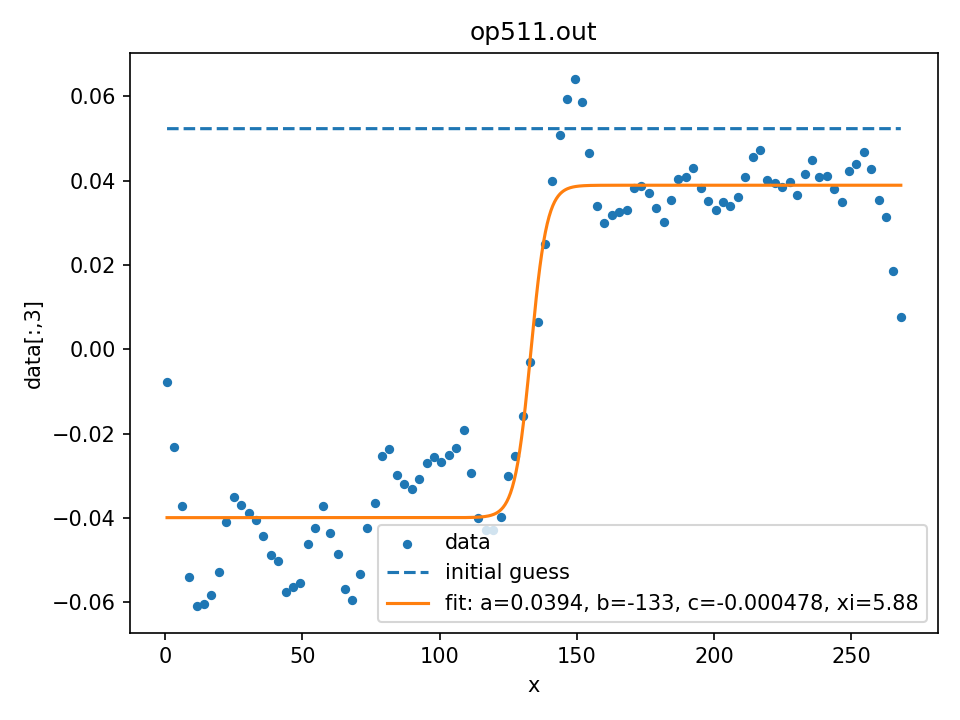 op511.out
0.06
0.04
0.02
0.00
−0.02
−0.04
−0.06
data[:,3]
data
initial guess
fit: a=0.0394, b=-133, c=-0.000478, xi=5.88
0
50
100
150
200
250
x